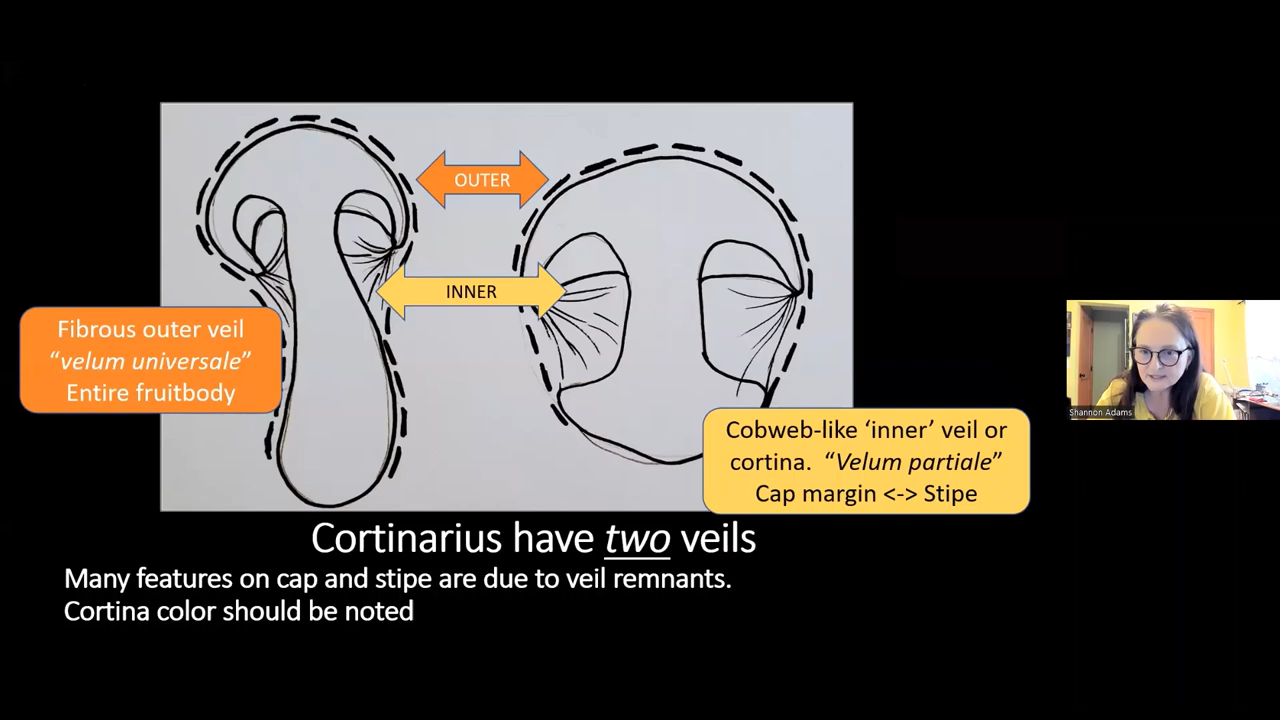 OUTER
INNER
Fibrous outer veil
“velum universale”
Entire fruitbody
Cobweb-like ‘inner’ veil or
cortina. “Velum partiale”
Cap margin <-> Stipe
Shannon Adams
Cortinarius have two veils
Many features on cap and stipe are due to veil remnants.
Cortina color should be noted